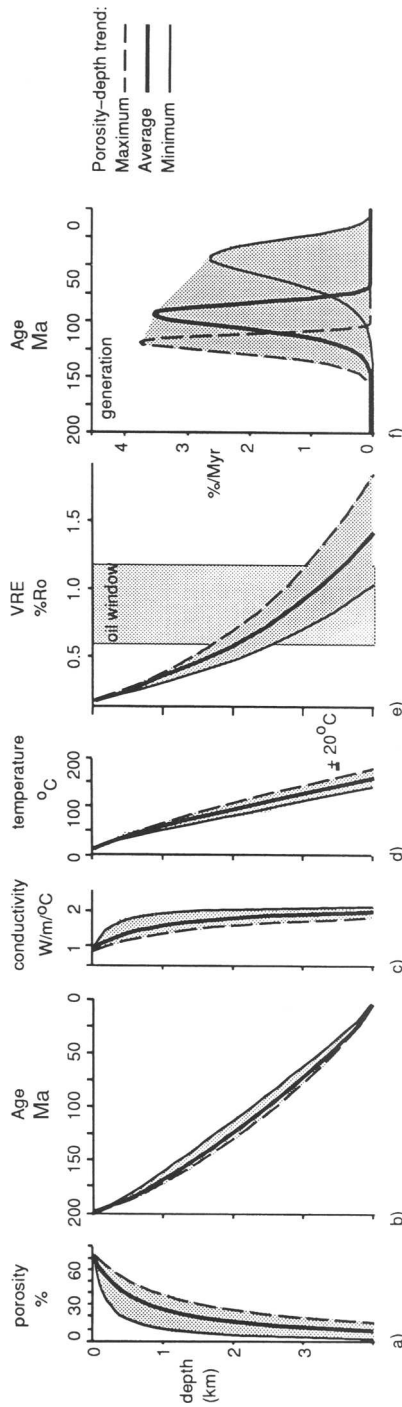 porosity
%
0 30 60
depth
(km)
0
1
2
3
a)
Age
Ma
200 150 100 50 0
b)
conductivity
W/m/°C
1 2
c)
temperature
°C
0 100 200
± 20°C
d)
VRE
%Ro
0.5 1.0 1.5
oil window
e)
Age
Ma
200 150 100 50 0
generation
%/Myr
4
3
2
1
0
f)
Porosity–depth trend:
Maximum
Average
Minimum